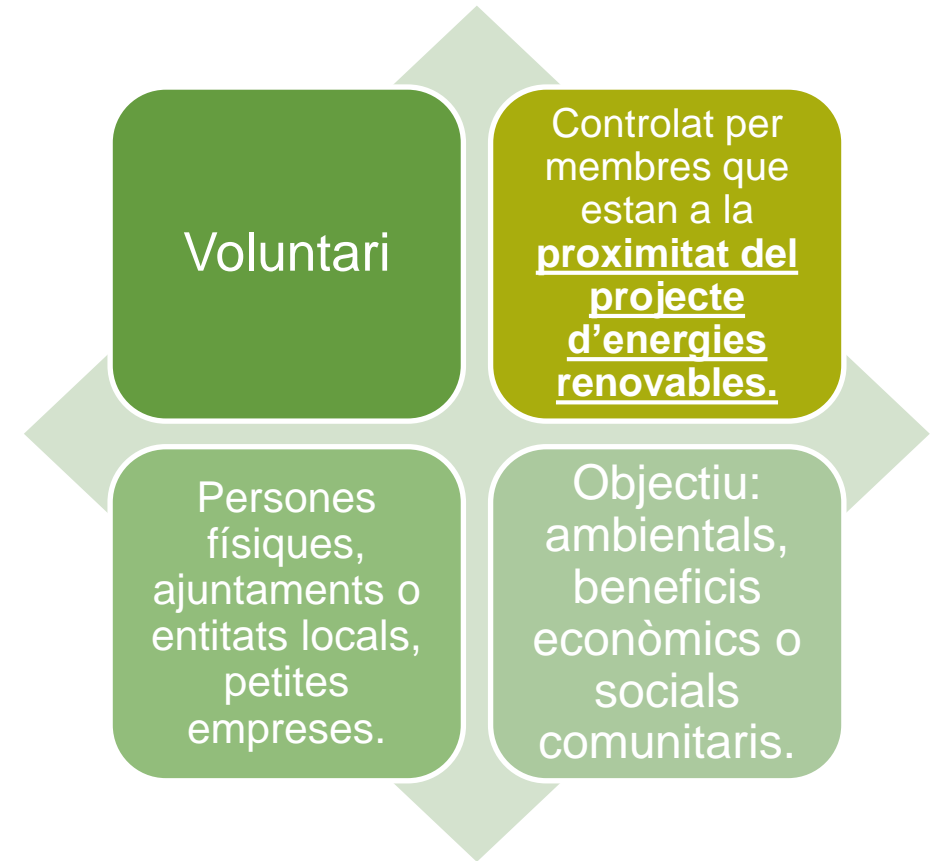 Voluntari
Controlat per
membres que
estan a la
proximitat del
projecte
d’energies
renovables.
Persones
físiques,
ajuntaments o
entitats locals,
petites
empreses.
Objectiu:
ambientals,
beneficis
econòmics o
socials
comunitaris.